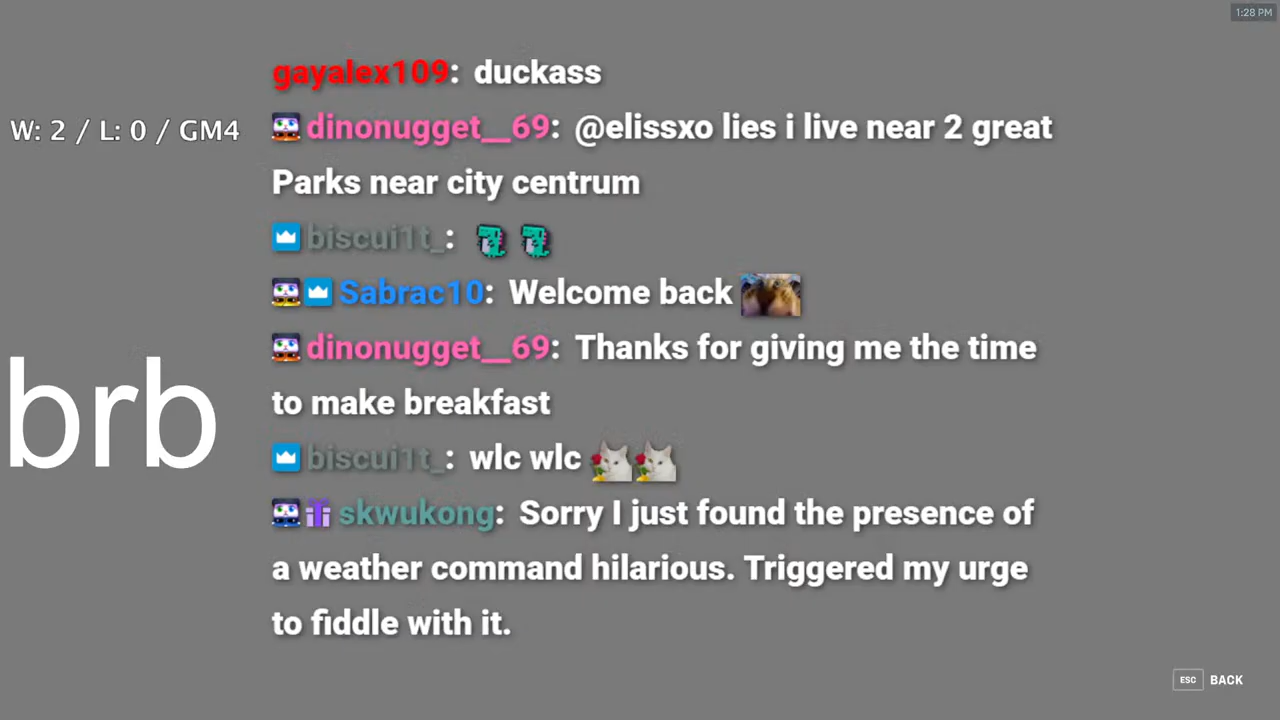 1:28 PM
gayalex109: duckass
W: 2 / L: 0 / GM4
dinonugget__69: @elissxo lies i live near 2 great
Parks near city centrum
biscui1t_:
Sabrac10: Welcome back
dinonugget__69: Thanks for giving me the time
to make breakfast
brb
biscui1t_: wlc wlc
skwukong: Sorry I just found the presence of
a weather command hilarious. Triggered my urge
to fiddle with it.
ESC BACK